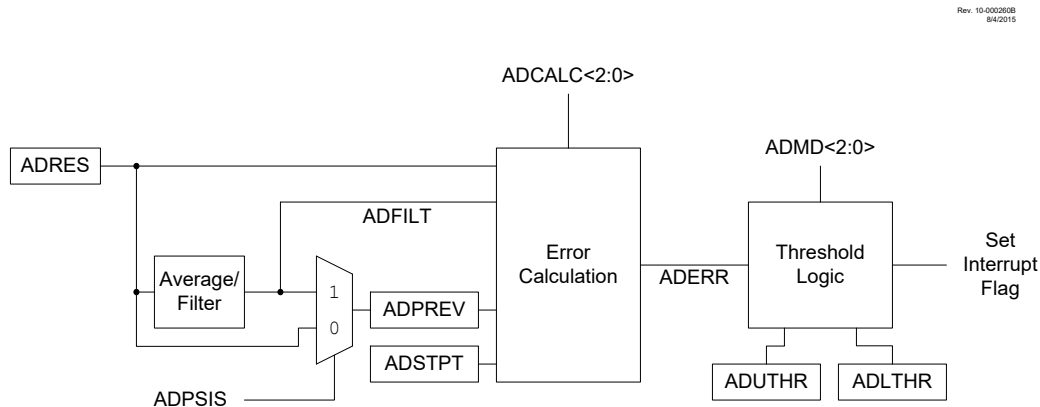 Rev. 10-000260B
8/4/2015
ADCALC<2:0>
ADMD<2:0>
ADRES
ADFILT
Error
Calculation
Threshold
Logic
Set
Interrupt
Flag
ADERR
Average/
Filter
1
0
ADPREV
ADSTPT
ADUTHR
ADLTHR
ADPSIS